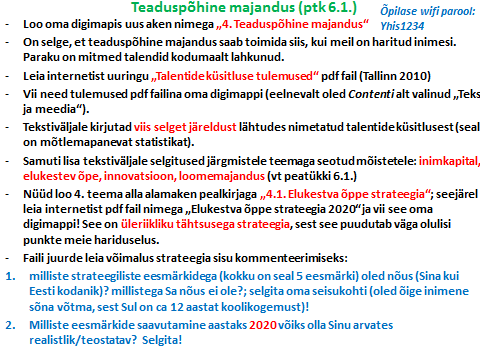 Teaduspõhine majandus (ptk 6.1.)
Õpilase wifi parool:
Yhis1234
- Loo oma digimapis uus aken nimega „4. Teaduspõhine majandus“
- On selge, et teaduspõhine majandus saab toimida siis, kui meil on haritud inimesi.
Paraku on mitmed talendid kodumaalt lahkunud.
- Leia internetist uuringu „Talentide küsitluse tulemused“ pdf fail (Tallinn 2010)
- Vii need tulemused pdf failina oma digimappi (eelnevalt oled Contenti alt valinud „Teks
ja meedia“).
- Tekstiväljale kirjutad viis selget järeldust lähtudes nimetatud talentide küsitlusest (seal
on mõtlemapanevat statistikat).
- Samuti lisa tekstiväljale selgitused järgmistele teemaga seotud mõistetele: inimkapital,
elukestev õpe, innovatsioon, loomemajandus (vt peatükki 6.1.)
- Nüüd loo 4. teema alla alamaken pealkirjaga „4.1. Elukestva õppe strateegia“; seejärel
leia internetist pdf fail nimega „Elukestva õppe strateegia 2020“ja vii see oma
digimappi! See on üleriikliku tähtsusega strateegia, sest see puudutab väga olulisi
punkte meie hariduselus.
- Faili juurde leia võimalus strateegia sisu kommenteerimiseks:
1. milliste strateegiliste eesmärkidega (kokku on seal 5 eesmärki) oled nõus (Sina kui
Eesti kodanik)? millistega Sa nõus ei ole?; selgita oma seisukohti (oled õige inimene
sõna võtma, sest Sul on ca 12 aastat koolikogemust)!
2. Milliste eesmärkide saavutamine aastaks 2020 võiks olla Sinu arvates
realistlik/teostatav? Selgita!